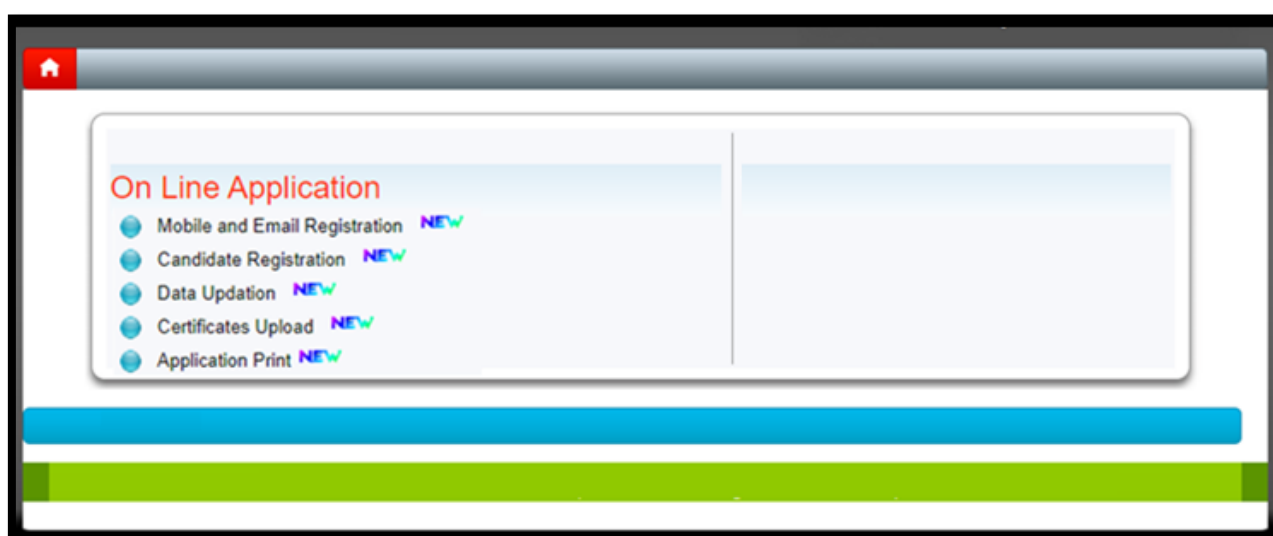 On Line Application
Mobile and Email Registration NEW
Candidate Registration NEW
Data Updation NEW
Certificates Upload NEW
Application Print NEW